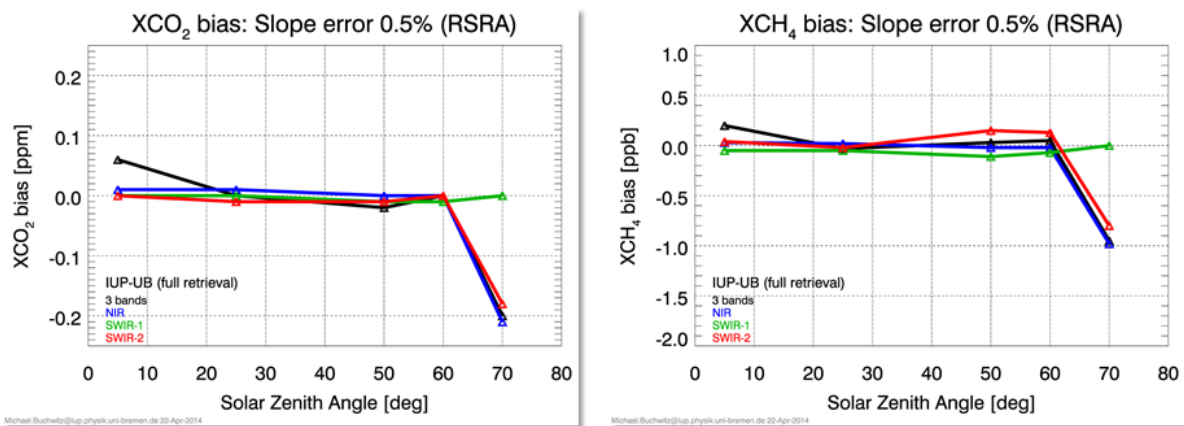 XCO₂ bias: Slope error 0.5% (RSRA)
XCO₂ bias [ppm]
0.2
0.1
0.0
-0.1
-0.2
IUP-UB (full retrieval)
3 bands
NIR
SWIR-1
SWIR-2
0 10 20 30 40 50 60 70 80
Solar Zenith Angle [deg]
Michael.Buchwitz@iup.physik.uni-bremen.de 22-Apr-2014
XCH₄ bias: Slope error 0.5% (RSRA)
XCH₄ bias [ppb]
1.0
0.5
0.0
-0.5
-1.0
-1.5
-2.0
IUP-UB (full retrieval)
3 bands
NIR
SWIR-1
SWIR-2
0 10 20 30 40 50 60 70 80
Solar Zenith Angle [deg]
Michael.Buchwitz@iup.physik.uni-bremen.de 22-Apr-2014